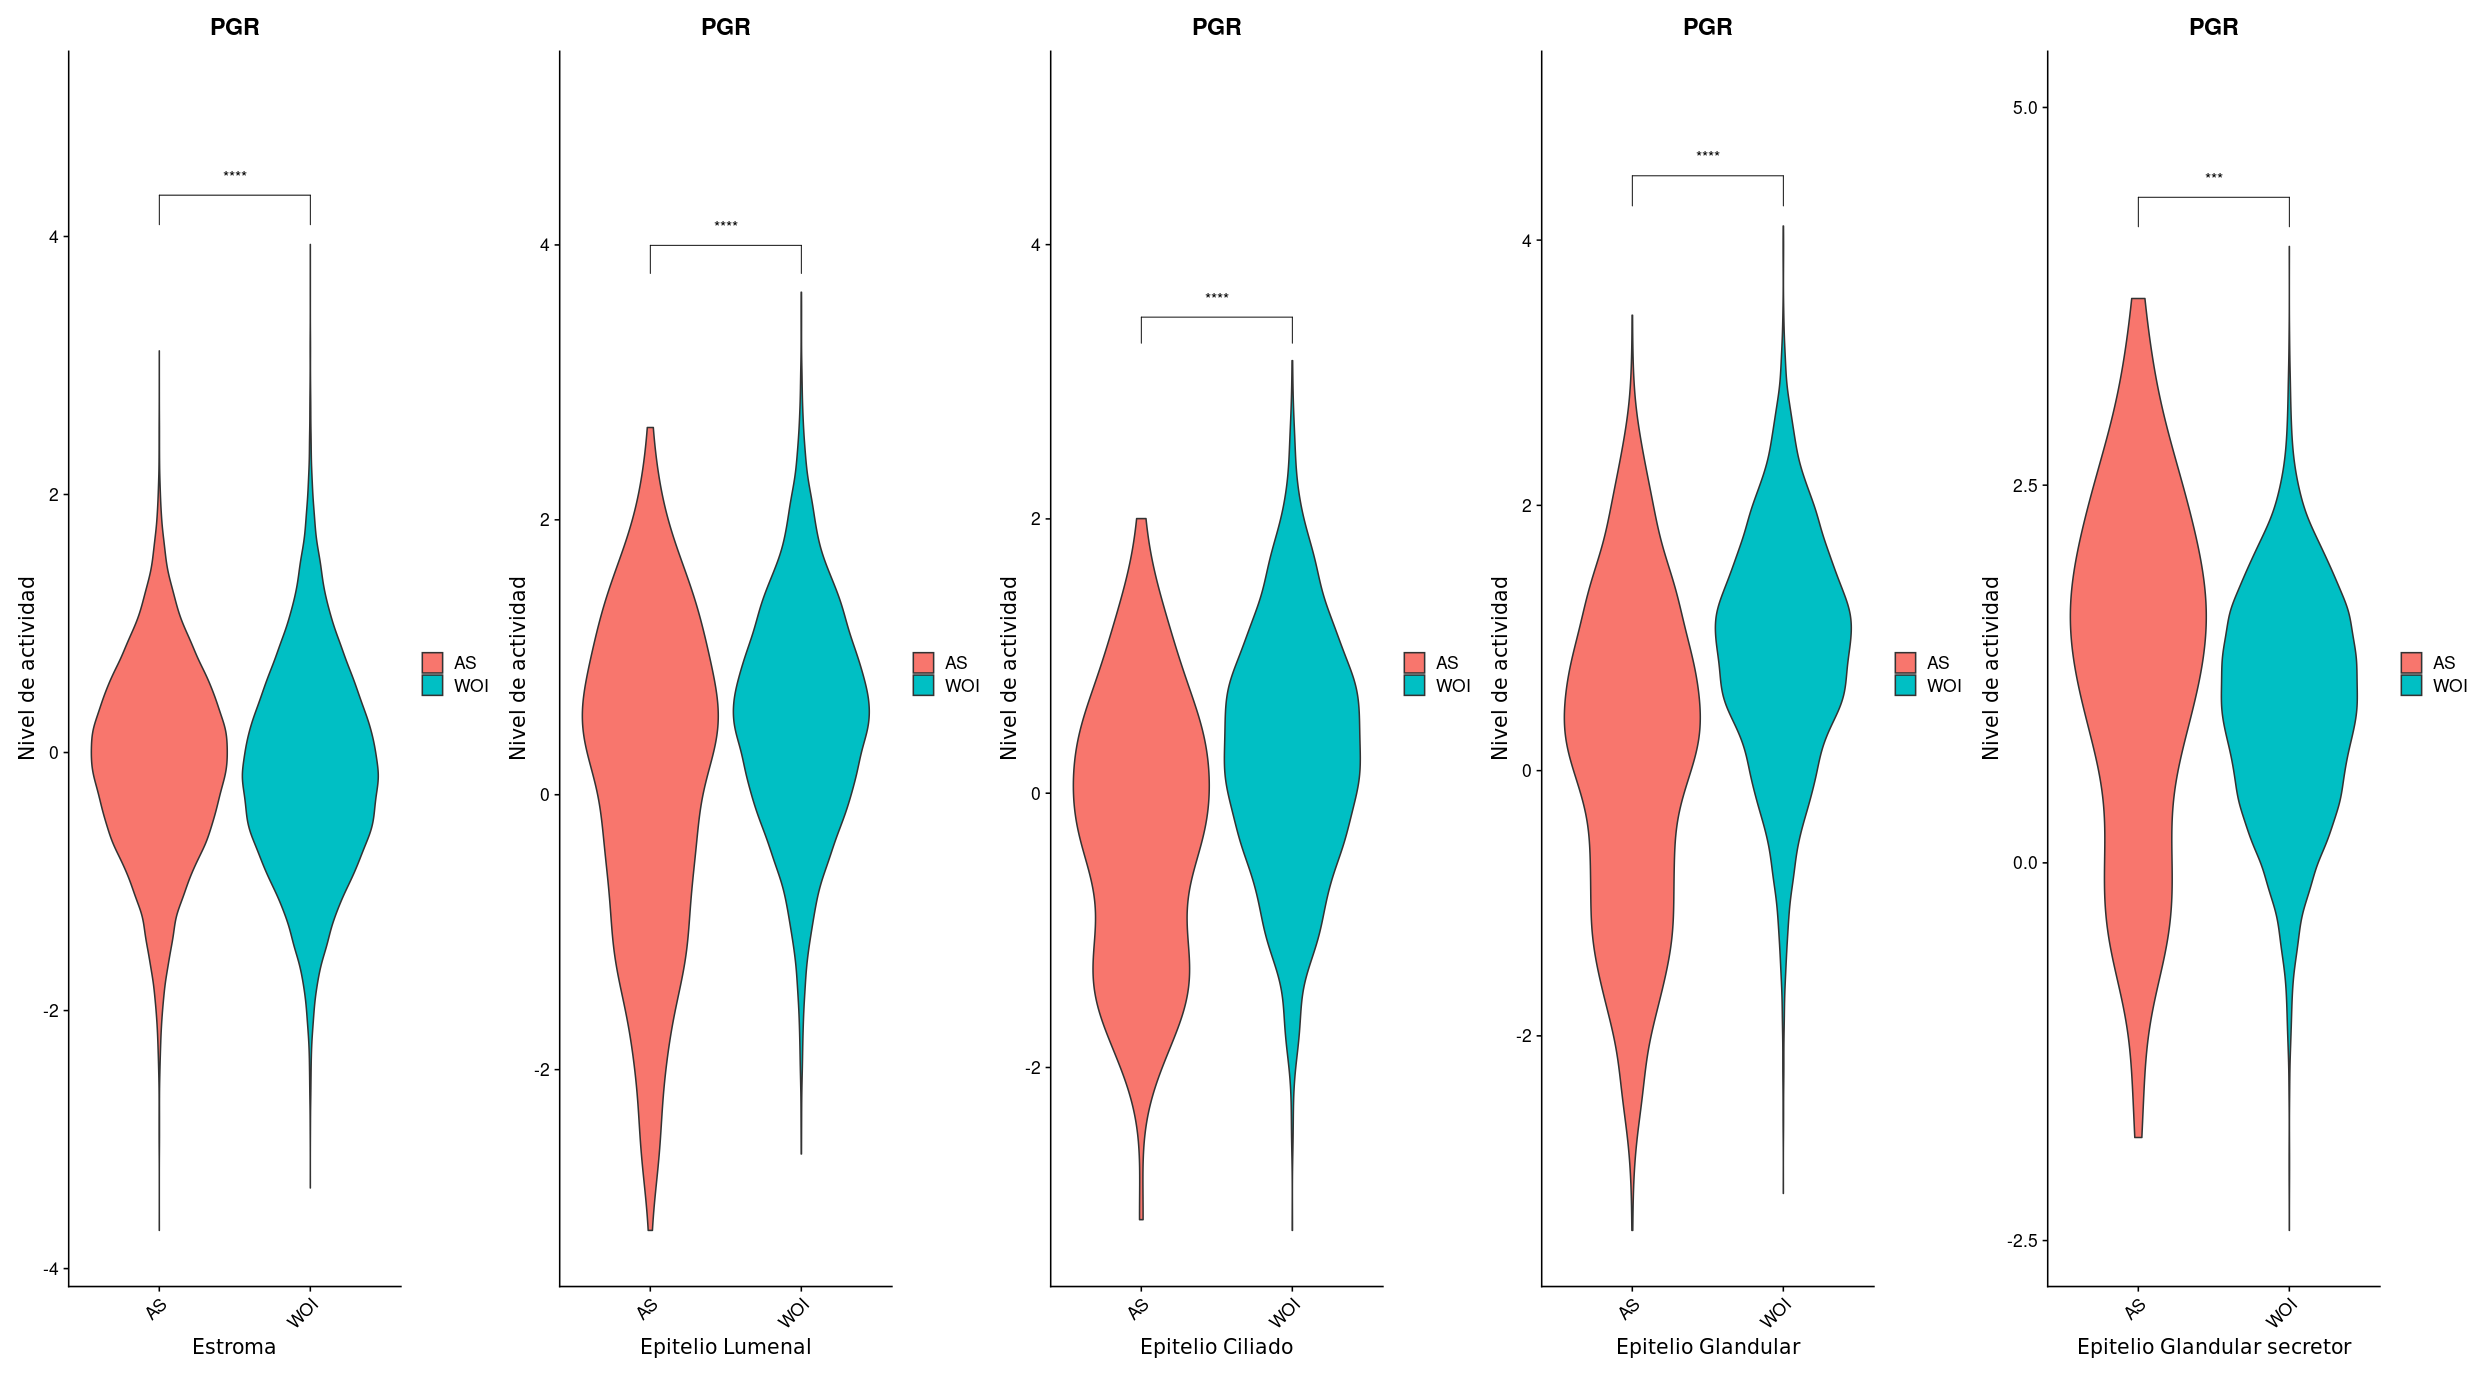 PGR
Nivel de actividad
4
2
0
-2
-4
****
AS
WOI
Estroma
AS
WOI
PGR
Nivel de actividad
4
2
0
-2
****
AS
WOI
Epitelio Lumenal
AS
WOI
PGR
Nivel de actividad
4
2
0
-2
****
AS
WOI
Epitelio Ciliado
AS
WOI
PGR
Nivel de actividad
4
2
0
-2
****
AS
WOI
Epitelio Glandular
AS
WOI
PGR
Nivel de actividad
5.0
2.5
0.0
-2.5
***
AS
WOI
Epitelio Glandular secretor
AS
WOI